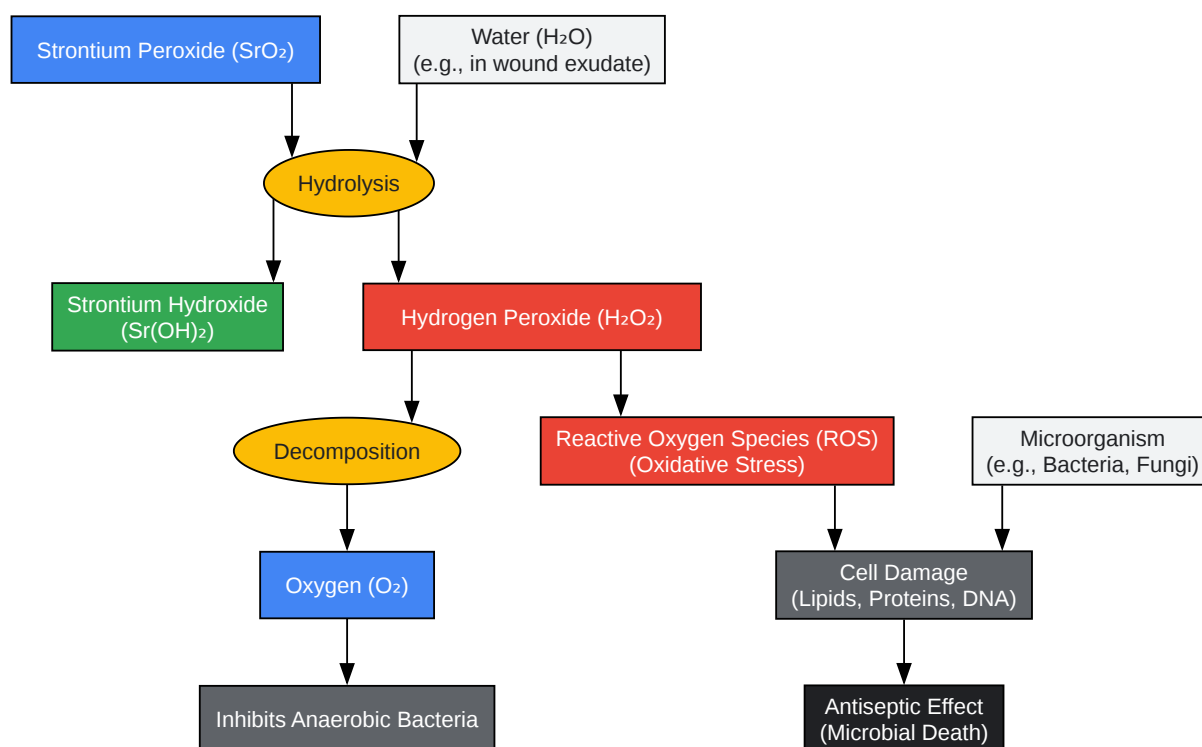 Strontium Peroxide (SrO₂)
Water (H₂O)
(e.g., in wound exudate)
Hydrolysis
Strontium Hydroxide
(Sr(OH)₂)
Hydrogen Peroxide (H₂O₂)
Decomposition
Reactive Oxygen Species (ROS)
(Oxidative Stress)
Microorganism
(e.g., Bacteria, Fungi)
Oxygen (O₂)
Cell Damage
(Lipids, Proteins, DNA)
Inhibits Anaerobic Bacteria
Antiseptic Effect
(Microbial Death)